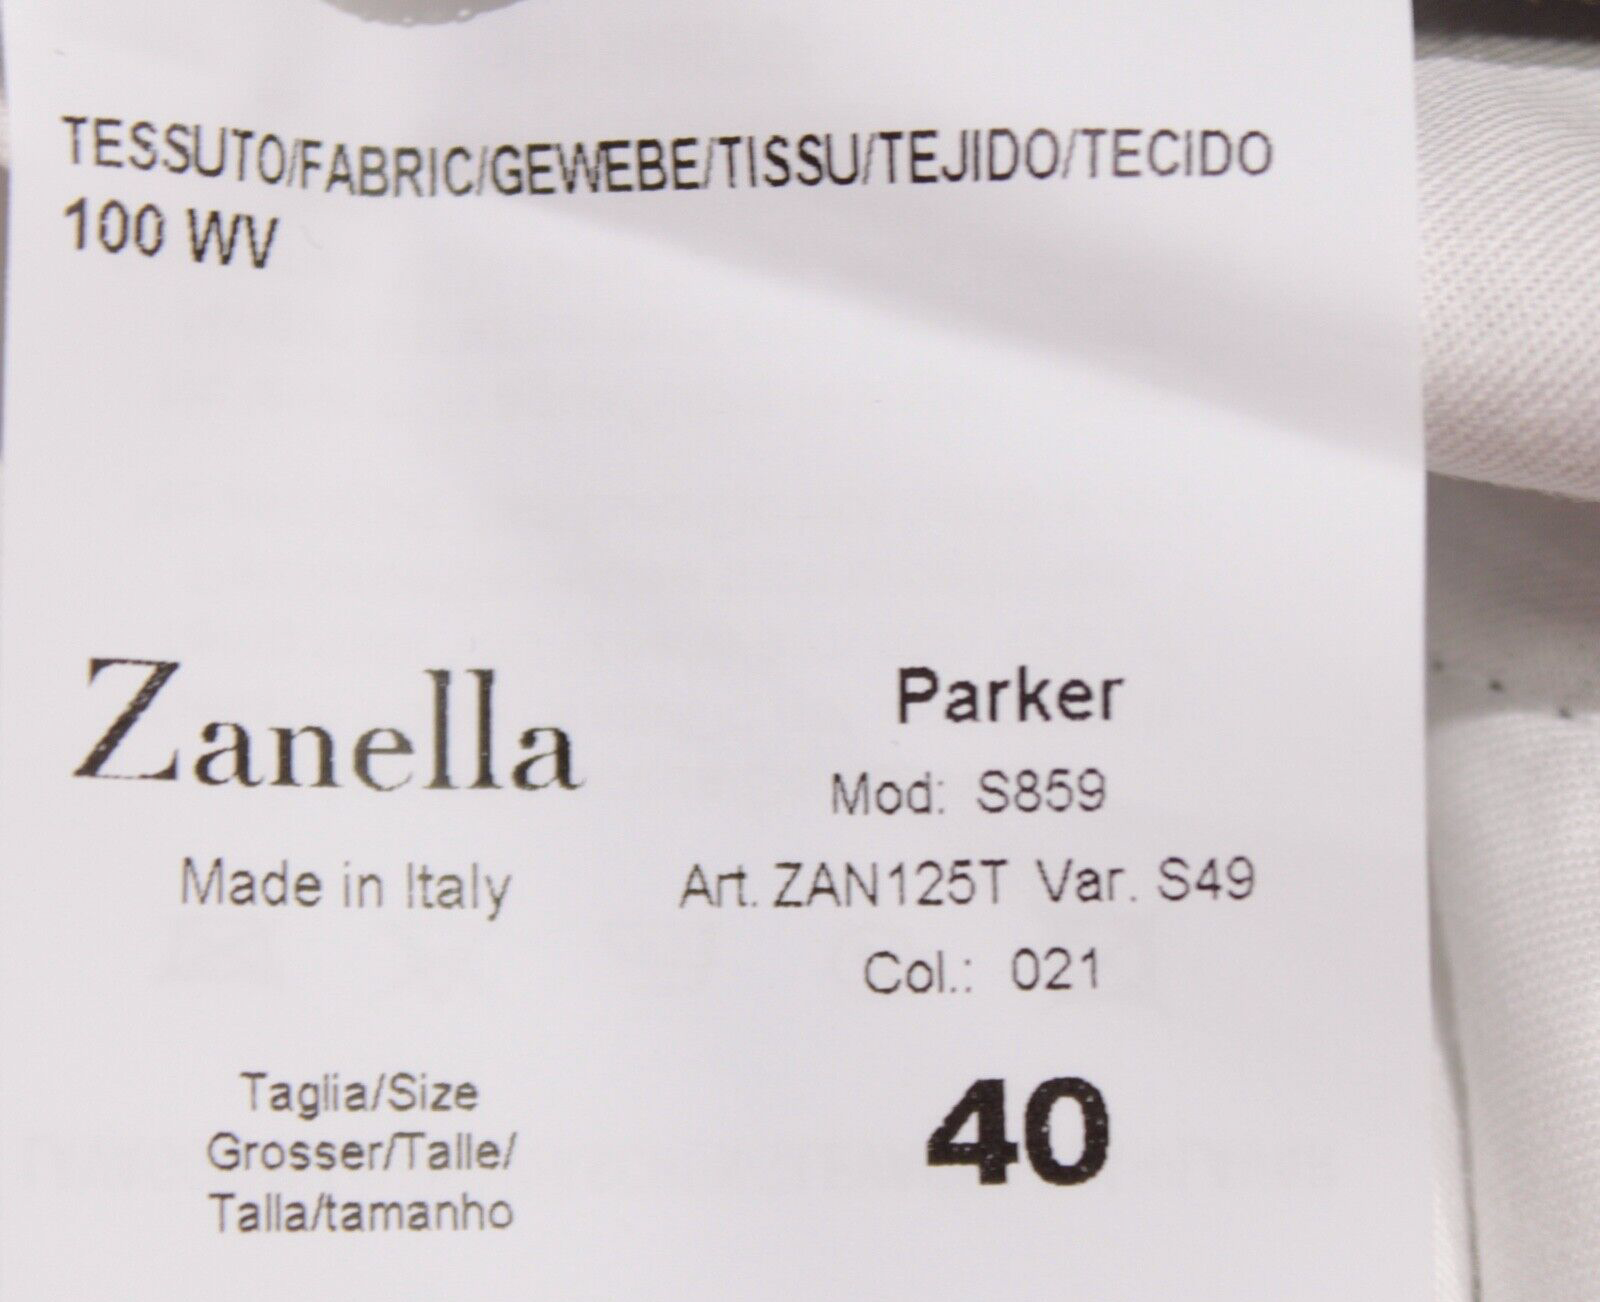 TESSUTO/FABRIC/GEWEBE/TISSU/TEJIDO/TECIDO
100 WV
Zanella
Made in Italy
Parker
Mod: S859
Art. ZAN125T Var. S49
Col.: 021
Taglia/Size
Grosser/Talle/
Talla/tamanho
40